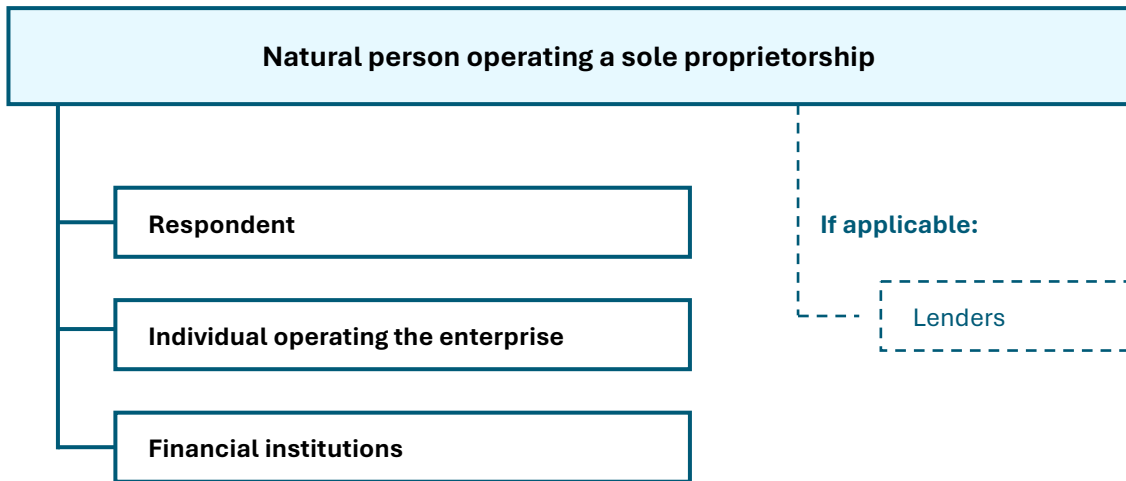 Natural person operating a sole proprietorship
Respondent
Individual operating the enterprise
Financial institutions
If applicable:
Lenders